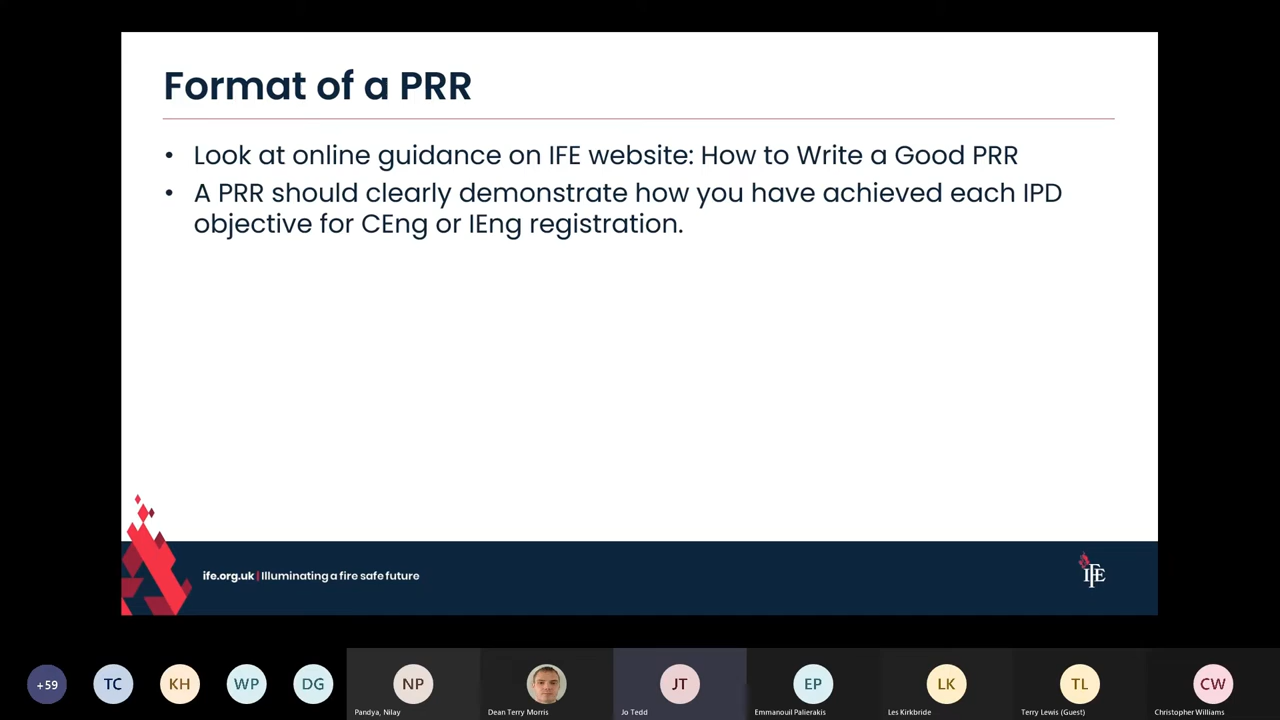 Format of a PRR
• Look at online guidance on IFE website: How to Write a Good PRR
• A PRR should clearly demonstrate how you have achieved each IPD
objective for CEng or IEng registration.
ife.org.uk | Illuminating a fire safe future
IFE
+59
TC
KH
WP
DG
NP
Pandya, Nilay
Dean Terry Morris
JT
Jo Tedd
EP
Emmanouil Palierakis
LK
Les Kirkbride
TL
Terry Lewis (Guest)
CW
Christopher Williams